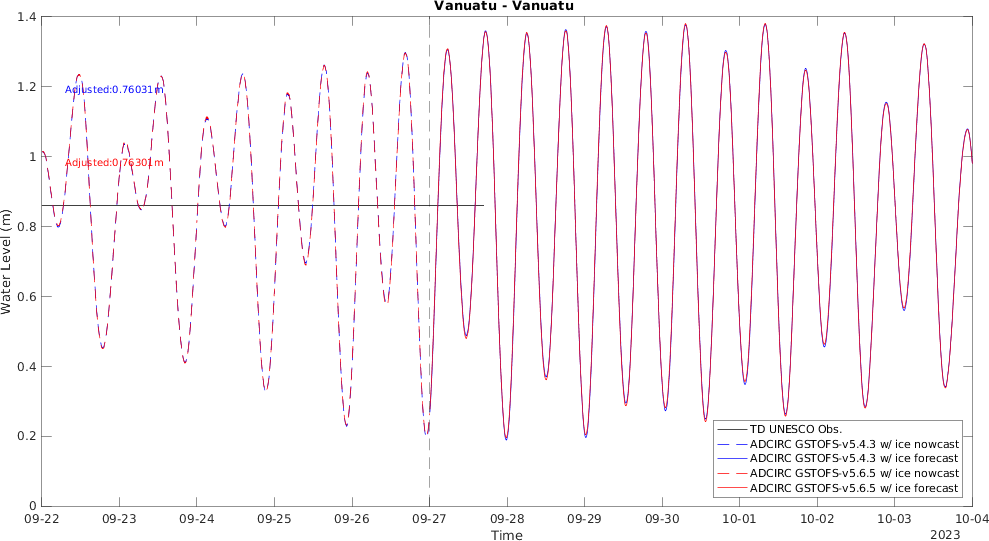 Vanuatu - Vanuatu
1.4
1.2
1
0.8
0.6
0.4
0.2
0
Water Level (m)
Adjusted:0.76031m
Adjusted:0.76301m
TD UNESCO Obs.
ADCIRC GSTOFS-v5.4.3 w/ ice nowcast
ADCIRC GSTOFS-v5.4.3 w/ ice forecast
ADCIRC GSTOFS-v5.6.5 w/ ice nowcast
ADCIRC GSTOFS-v5.6.5 w/ ice forecast
09-22 09-23 09-24 09-25 09-26 09-27 09-28 09-29 09-30 10-01 10-02 10-03 10-04
Time
2023